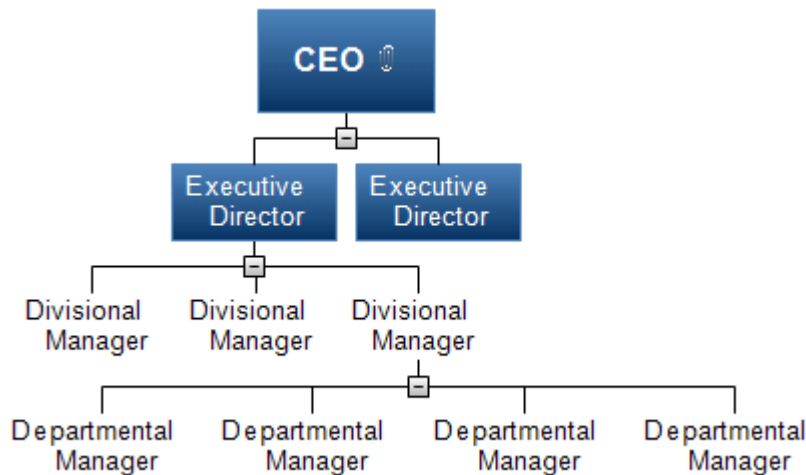 CEO
Executive Executive
Director Director
Divisional Divisional Divisional
Manager Manager Manager
Departmental Departmental Departmental Departmental
Manager Manager Manager Manager